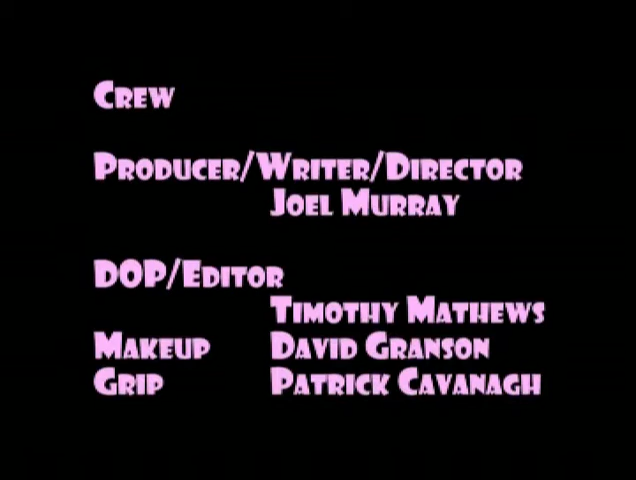 Crew
Producer/Writer/Director
Joel Murray
DOP/Editor
Timothy Mathews
Makeup David Granson
Grip Patrick Cavanagh